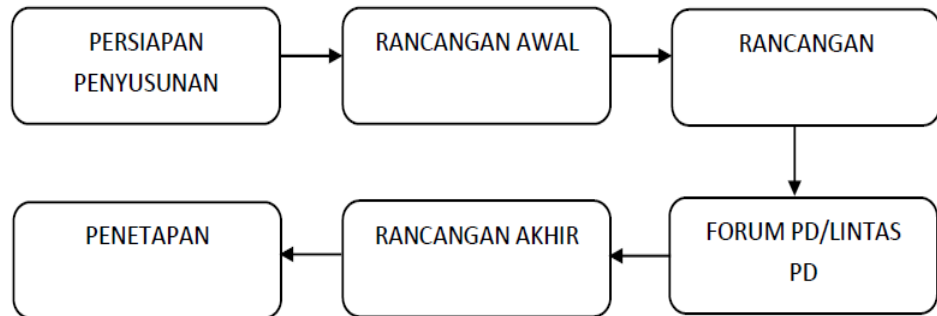 PERSIAPAN
PENYUSUNAN
RANCANGAN AWAL
RANCANGAN
FORUM PD/LINTAS
PD
RANCANGAN AKHIR
PENETAPAN